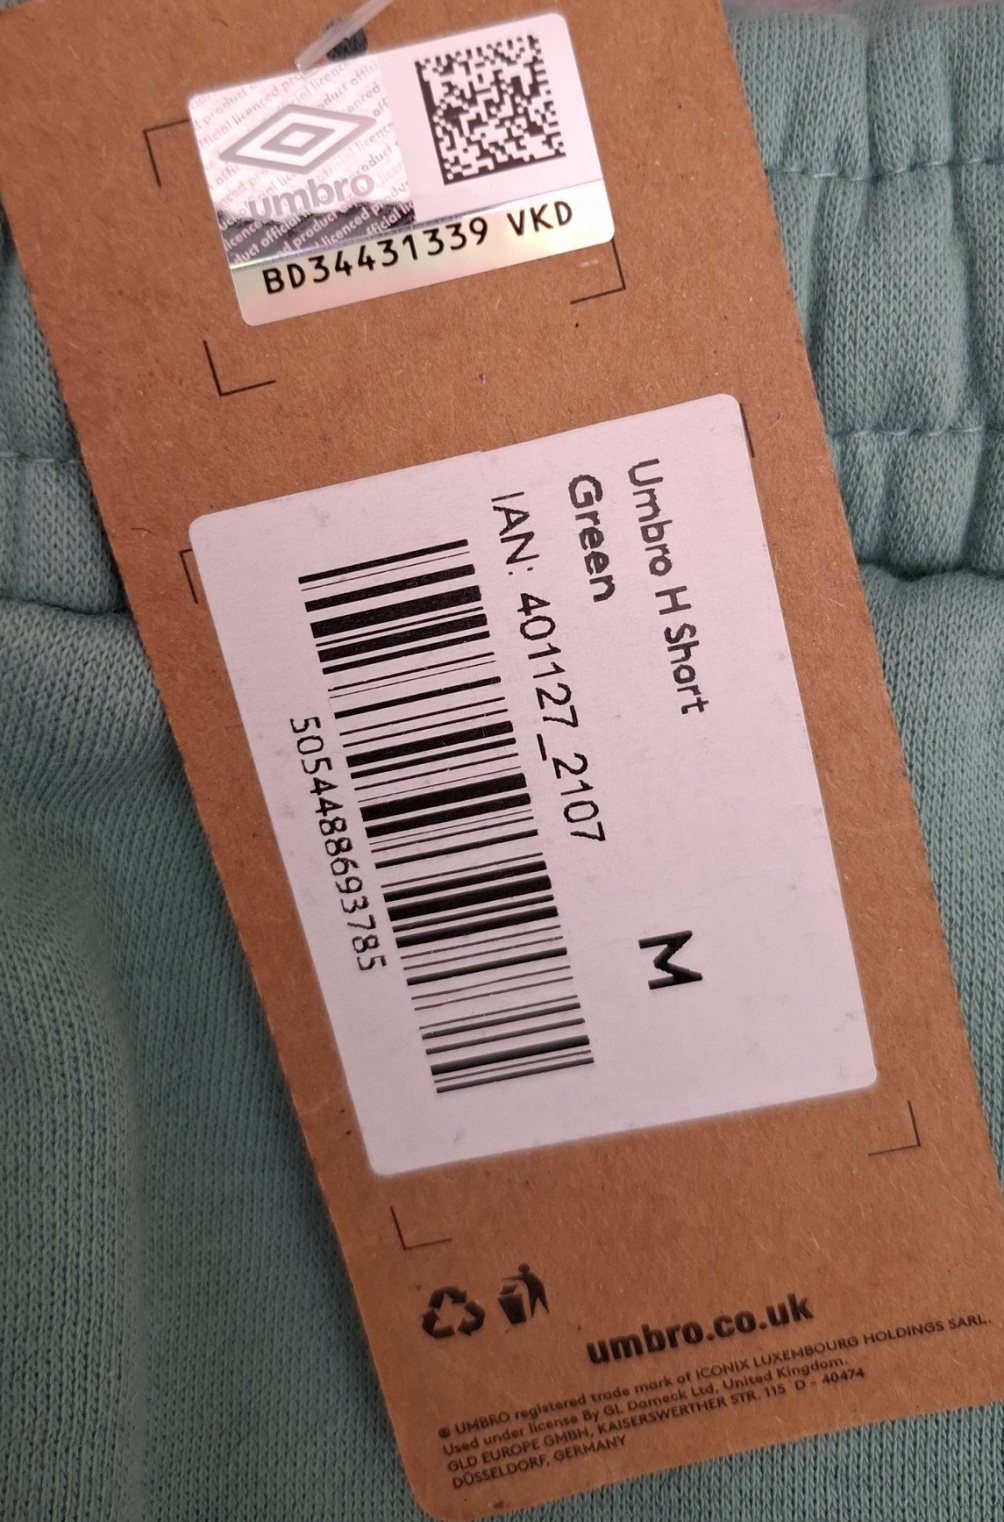 umbro
BD34431339 VKD
Umbro H Short
Green
IAN: 401127_2107
M
5054488693785
umbro.co.uk
® UMBRO registered trade mark of ICONIX LUXEMBOURG HOLDINGS SARL.
Used under license By GL Dameck Ltd, United Kingdom.
GLD EUROPE GMBH, KAISERSWERTHER STR. 115 D - 40474
DÜSSELDORF, GERMANY